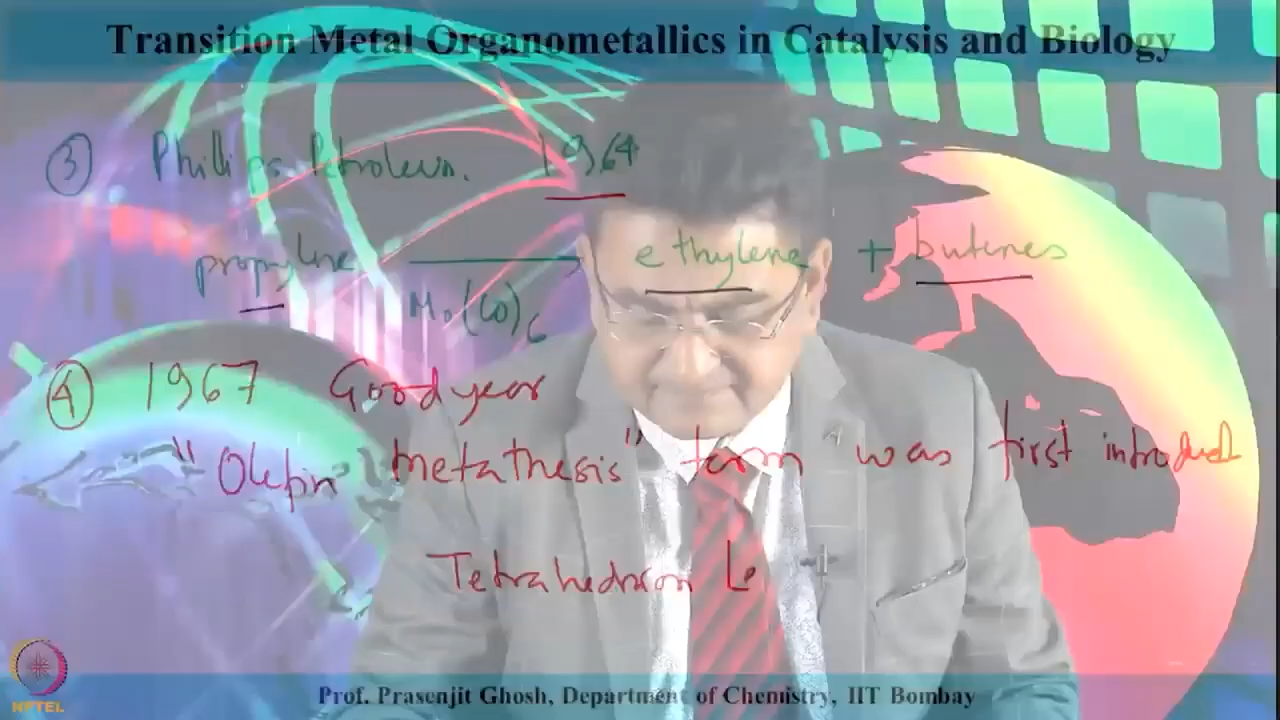 Transition Metal Organometallics in Catalysis and Biology
③ Phillips Petroleum. 1964
propylene ethylene + butenes
Mo(CO)6
④ 1967 Goodyear
"Olefin metathesis" term was first introduced
Tetrahedron Le
NPTEL
Prof. Prasenjit Ghosh, Department of Chemistry, IIT Bombay